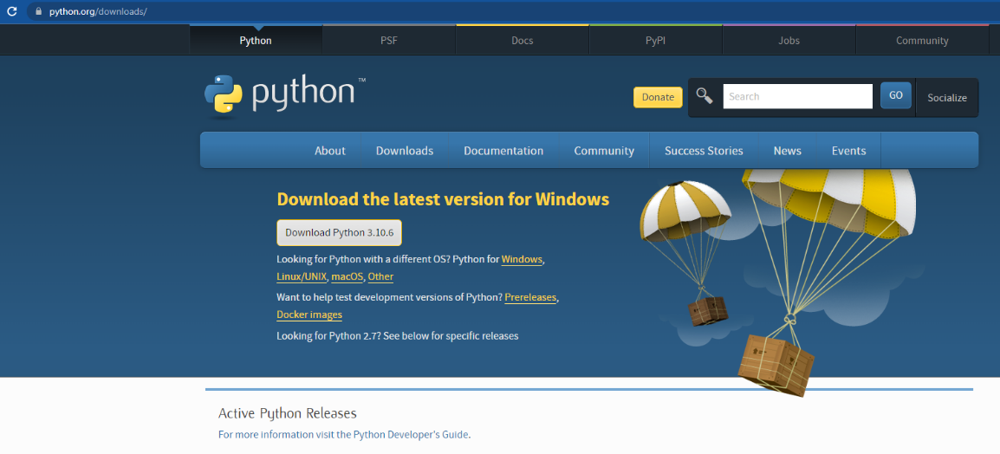 python.org/downloads/
Python PSF Docs PyPI Jobs Community
python™
Donate Search GO Socialize
About Downloads Documentation Community Success Stories News Events
Download the latest version for Windows
Download Python 3.10.6
Looking for Python with a different OS? Python for Windows,
Linux/UNIX, macOS, Other
Want to help test development versions of Python? Prereleases,
Docker images
Looking for Python 2.7? See below for specific releases
Active Python Releases
For more information visit the Python Developer's Guide.